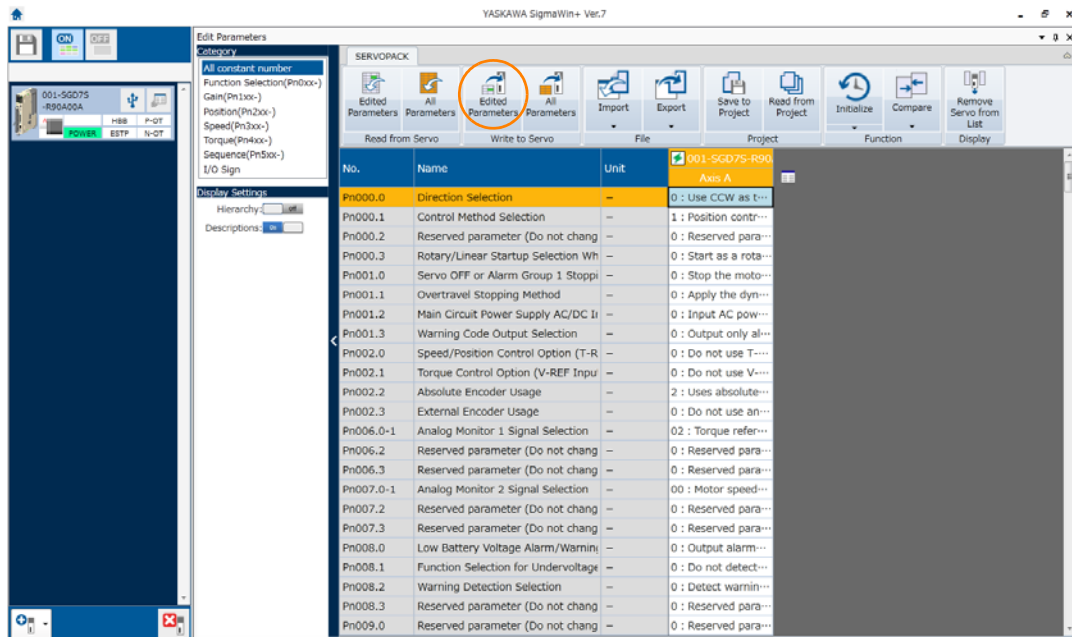 YASKAWA SigmaWin+ Ver.7
ON
OFF
001-SGD7S
-R90A00A
HBB P-OT
POWER ESTP N-OT
Edit Parameters
Category
All constant number
Function Selection(Pn0xx-)
Gain(Pn1xx-)
Position(Pn2xx-)
Speed(Pn3xx-)
Torque(Pn4xx-)
Sequence(Pn5xx-)
I/O Sign
Display Settings
Hierarchy: off
Descriptions: on
SERVOPACK
Edited Parameters
All Parameters
Read from Servo
Edited Parameters
All Parameters
Write to Servo
Import
Export
File
Save to Project
Read from Project
Project
Initialize
Compare
Function
Remove Servo from List
Display
No. Name Unit 001-SGD7S-R90
Axis A
Pn000.0 Direction Selection – 0 : Use CCW as t···
Pn000.1 Control Method Selection – 1 : Position contr···
Pn000.2 Reserved parameter (Do not chang – 0 : Reserved para···
Pn000.3 Rotary/Linear Startup Selection Wh – 0 : Start as a rota···
Pn001.0 Servo OFF or Alarm Group 1 Stoppi – 0 : Stop the moto···
Pn001.1 Overtravel Stopping Method – 0 : Apply the dyn···
Pn001.2 Main Circuit Power Supply AC/DC I – 0 : Input AC pow···
Pn001.3 Warning Code Output Selection – 0 : Output only al···
Pn002.0 Speed/Position Control Option (T-R – 0 : Do not use T-···
Pn002.1 Torque Control Option (V-REF Inpu – 0 : Do not use V-···
Pn002.2 Absolute Encoder Usage – 2 : Uses absolute···
Pn002.3 External Encoder Usage – 0 : Do not use an···
Pn006.0-1 Analog Monitor 1 Signal Selection – 02 : Torque refer···
Pn006.2 Reserved parameter (Do not chang – 0 : Reserved para···
Pn006.3 Reserved parameter (Do not chang – 0 : Reserved para···
Pn007.0-1 Analog Monitor 2 Signal Selection – 00 : Motor speed···
Pn007.2 Reserved parameter (Do not chang – 0 : Reserved para···
Pn007.3 Reserved parameter (Do not chang – 0 : Reserved para···
Pn008.0 Low Battery Voltage Alarm/Warnin – 0 : Output alarm···
Pn008.1 Function Selection for Undervoltage – 0 : Do not detect···
Pn008.2 Warning Detection Selection – 0 : Detect warnin···
Pn008.3 Reserved parameter (Do not chang – 0 : Reserved para···
Pn009.0 Reserved parameter (Do not chang – 0 : Reserved para···